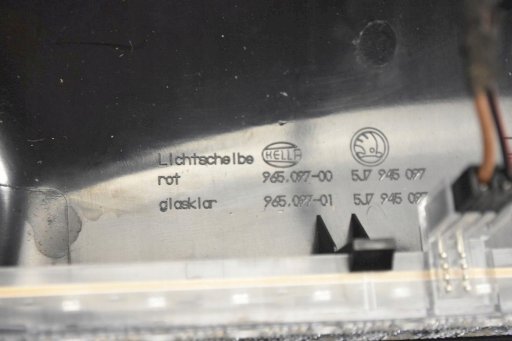 Lichtscheibe HELLA
rot 965.097-00 5J7 945 097
glasklar 965.097-01 5J7 945 097